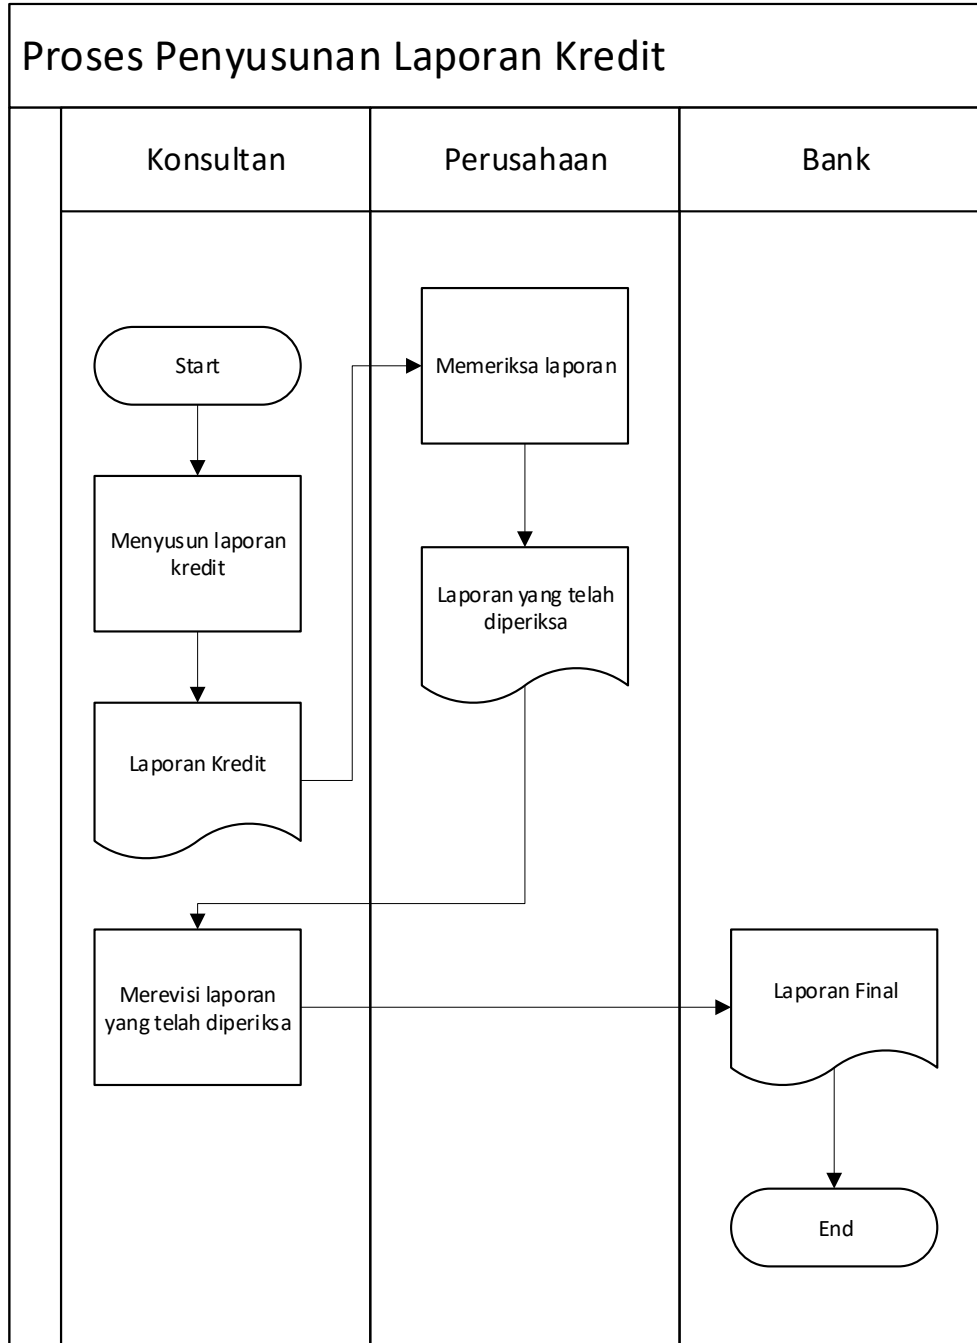 Proses Penyusunan Laporan Kredit
Konsultan
Perusahaan
Bank
Start
Menyusun laporan
kredit
Laporan Kredit
Memeriksa laporan
Laporan yang telah
diperiksa
Merevisi laporan
yang telah diperiksa
Laporan Final
End